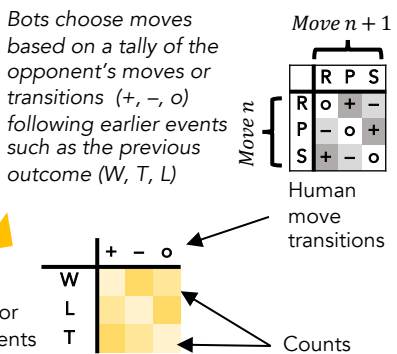 Bots choose moves
based on a tally of the
opponent's moves or
transitions (+, –, o)
following earlier events
such as the previous
outcome (W, T, L)
Move n + 1
R P S
Move n
R o + –
P – o +
S + – o
Human
move
transitions
+ – o
W
L
T
or
ents
Counts